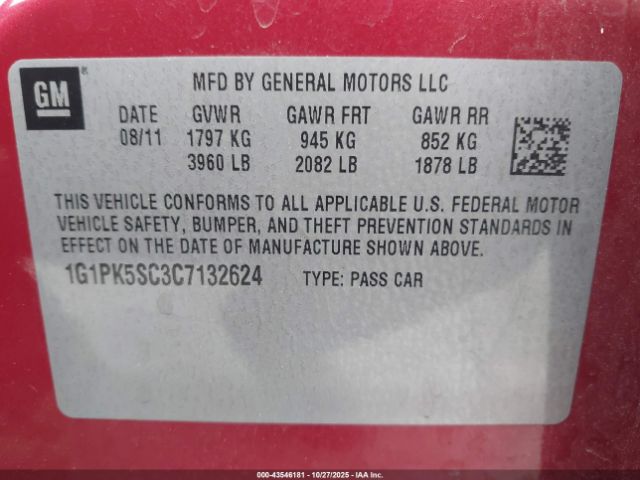 GM ®
MFD BY GENERAL MOTORS LLC
DATE GVWR GAWR FRT GAWR RR
08/11 1797 KG 945 KG 852 KG
3960 LB 2082 LB 1878 LB
THIS VEHICLE CONFORMS TO ALL APPLICABLE U.S. FEDERAL MOTOR
VEHICLE SAFETY, BUMPER, AND THEFT PREVENTION STANDARDS IN
EFFECT ON THE DATE OF MANUFACTURE SHOWN ABOVE.
1G1PK5SC3C7132624 TYPE: PASS CAR
000-43546181 - 10/27/2025 - Copyright © IAA, Inc.